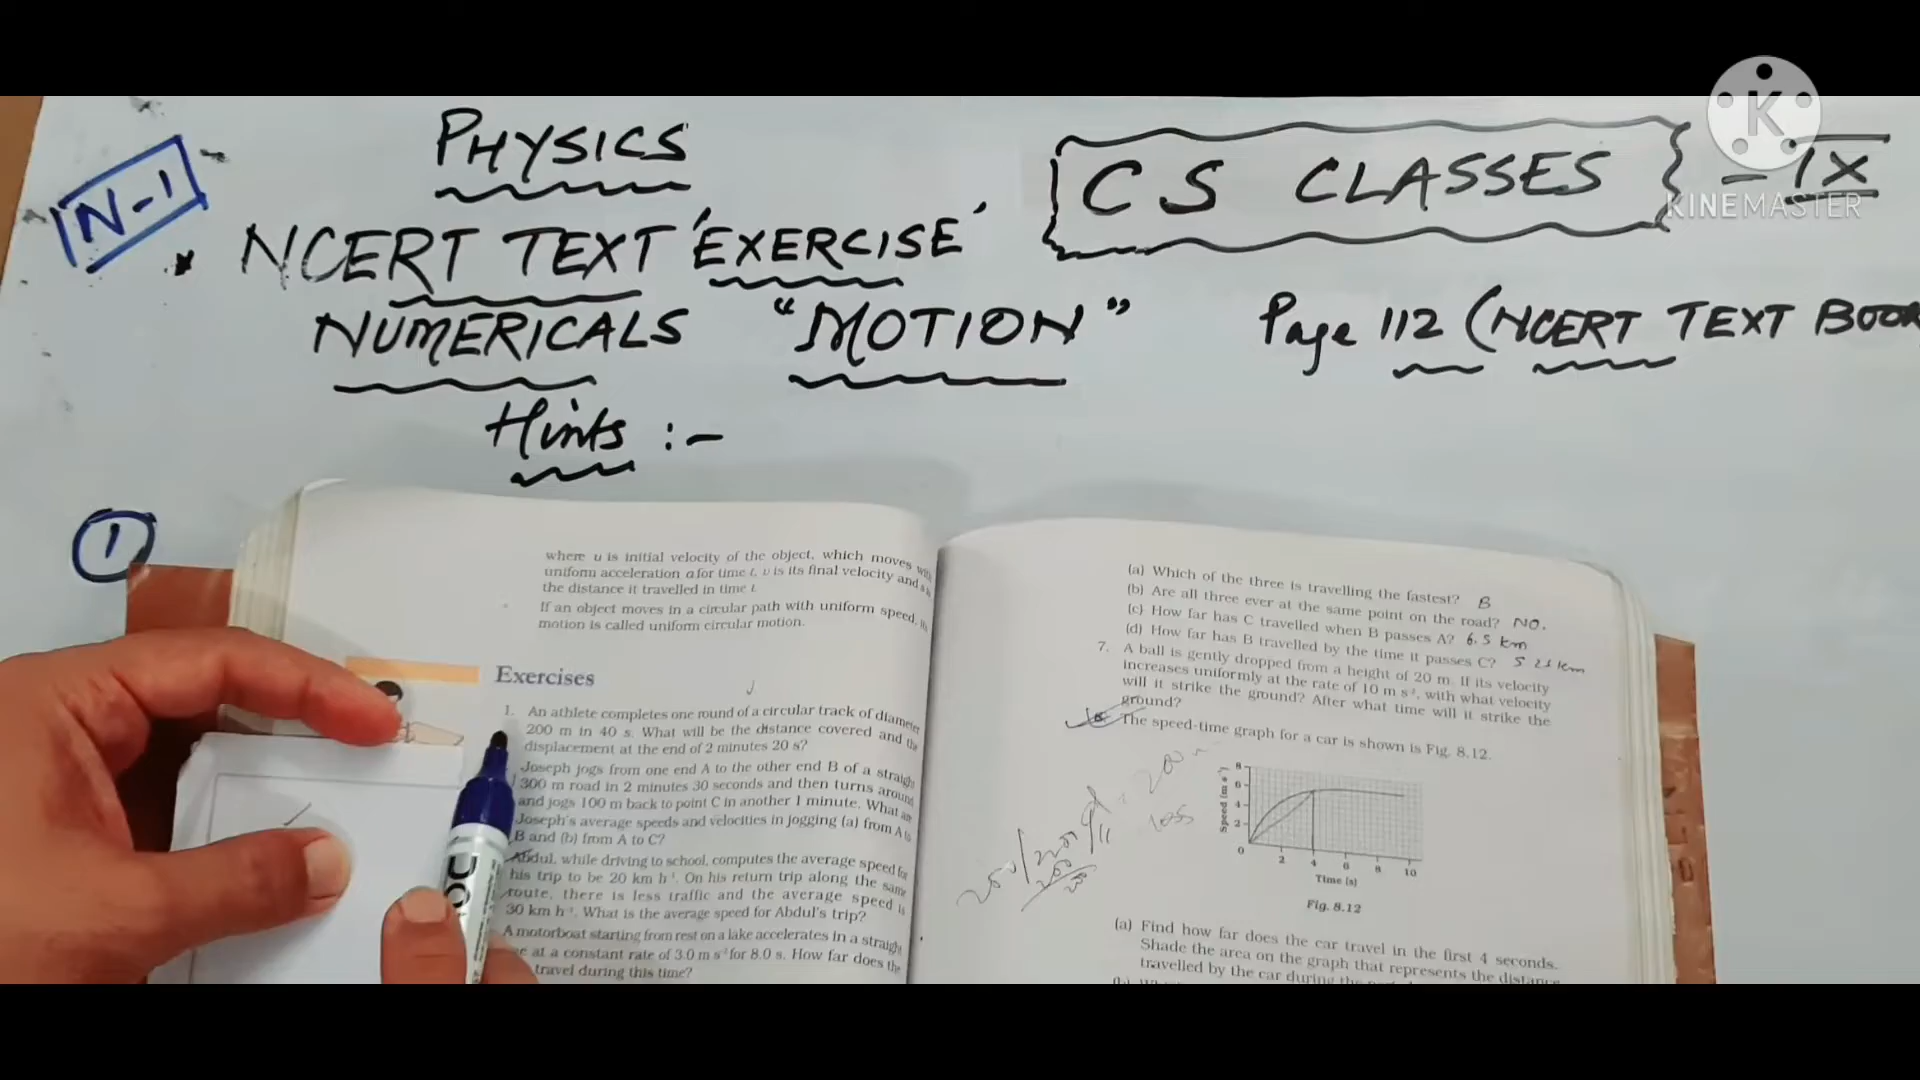 N-1
PHYSICS
NCERT TEXT 'EXERCISE'
NUMERICALS "MOTION"
Hints :-
CS CLASSES - IX
K
KINEMASTER
Page 112 (NCERT TEXT BOOK
1
where u is initial velocity of the object, which moves with
uniform acceleration a for time t, v is its final velocity and s is
the distance it travelled in time t.
If an object moves in a circular path with uniform speed, its
motion is called uniform circular motion.
Exercises
1. An athlete completes one round of a circular track of diameter
200 m in 40 s. What will be the distance covered and the
displacement at the end of 2 minutes 20 s?
Joseph jogs from one end A to the other end B of a straight
300 m road in 2 minutes 30 seconds and then turns around
and jogs 100 m back to point C in another 1 minute. What are
Joseph's average speeds and velocities in jogging (a) from A to
B and (b) from A to C?
Abdul, while driving to school, computes the average speed for
his trip to be 20 km h⁻¹. On his return trip along the same
route, there is less traffic and the average speed is
30 km h⁻¹. What is the average speed for Abdul's trip?
A motorboat starting from rest on a lake accelerates in a straight
at a constant rate of 3.0 m s⁻² for 8.0 s. How far does the
travel during this time?
(a) Which of the three is travelling the fastest? B
(b) Are all three ever at the same point on the road? NO.
(c) How far has C travelled when B passes A? 6.5 km
(d) How far has B travelled by the time it passes C? km
7. A ball is gently dropped from a height of 20 m. If its velocity
increases uniformly at the rate of 10 m s⁻², with what velocity
will it strike the ground? After what time will it strike the
ground?
The speed-time graph for a car is shown is Fig. 8.12.
Speed (m s⁻¹)
8
6
4
2
0
2 4 6 8 10
Time (s)
Fig. 8.12
(a) Find how far does the car travel in the first 4 seconds.
Shade the area on the graph that represents the distance
travelled by the car during the